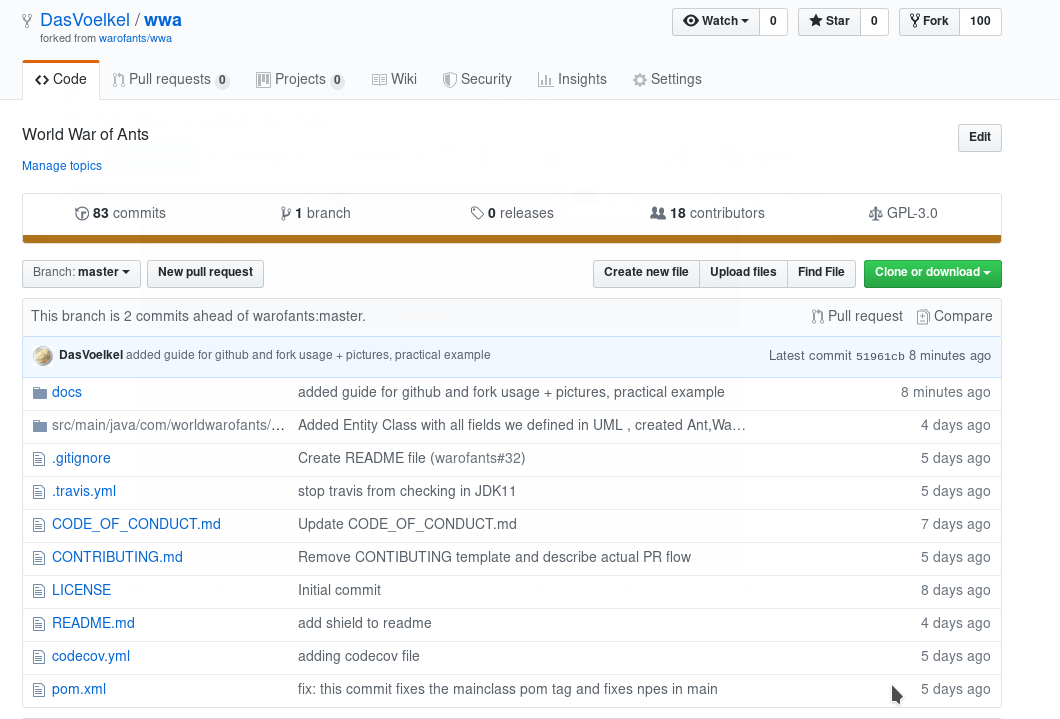 DasVoelkel / wwa
forked from warofants/wwa
Watch 0 Star 0 Fork 100
Code Pull requests 0 Projects 0 Wiki Security Insights Settings
World War of Ants
Edit
Manage topics
83 commits 1 branch 0 releases 18 contributors GPL-3.0
Branch: master New pull request Create new file Upload files Find File Clone or download
This branch is 2 commits ahead of warofants:master. Pull request Compare
DasVoelkel added guide for github and fork usage + pictures, practical example Latest commit 51961cb 8 minutes ago
docs added guide for github and fork usage + pictures, practical example 8 minutes ago
src/main/java/com/worldwarofants/... Added Entity Class with all fields we defined in UML , created Ant,Wa... 4 days ago
.gitignore Create README file (warofants#32) 5 days ago
.travis.yml stop travis from checking in JDK11 5 days ago
CODE_OF_CONDUCT.md Update CODE_OF_CONDUCT.md 7 days ago
CONTRIBUTING.md Remove CONTIBUTING template and describe actual PR flow 5 days ago
LICENSE Initial commit 8 days ago
README.md add shield to readme 4 days ago
codecov.yml adding codecov file 5 days ago
pom.xml fix: this commit fixes the mainclass pom tag and fixes npes in main 5 days ago